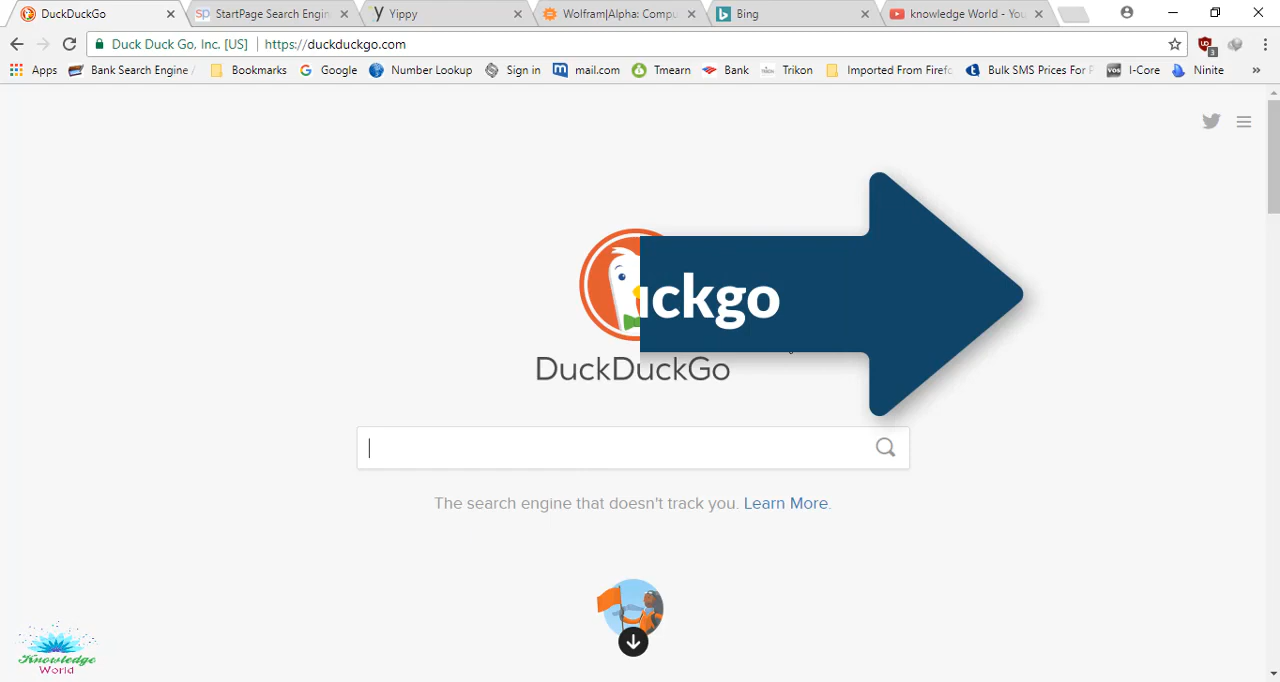 DuckDuckGo
StartPage Search Engin
Yippy
Wolfram|Alpha: Compu
Bing
knowledge World - You
Duck Duck Go, Inc. [US]
https://duckduckgo.com
3
Apps
Bank Search Engine /
Bookmarks
Google
Number Lookup
Sign in
mail.com
Tmearn
Bank
Trikon
Imported From Firefo
Bulk SMS Prices For P
I-Core
Ninite
»
uckgo
DuckDuckGo
The search engine that doesn't track you. Learn More.
Knowledge
World